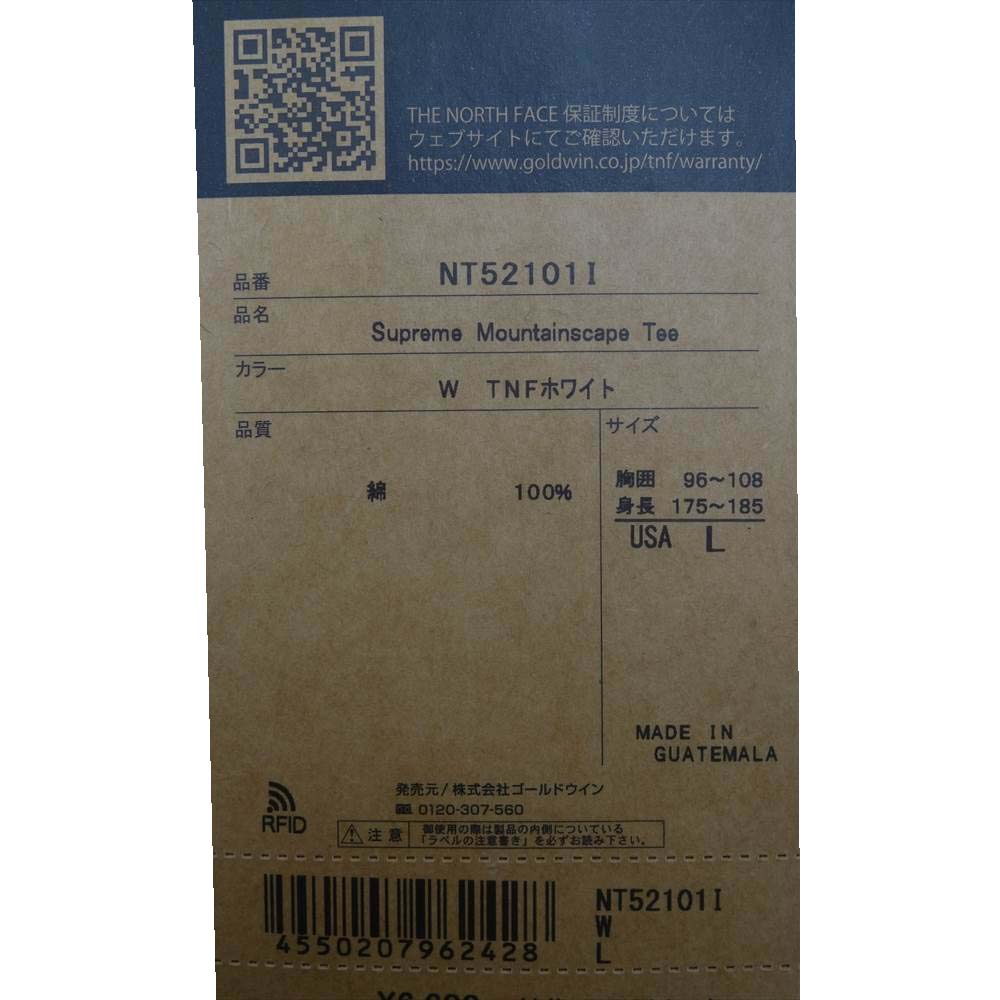 THE NORTH FACE 保証制度については
ウェブサイトにてご確認いただけます。
https://www.goldwin.co.jp/tnf/warranty/
品番 NT52101I
品名 Supreme Mountainscape Tee
カラー W TNFホワイト
品質
綿 100%
サイズ
胸囲 96～108
身長 175～185
USA L
MADE IN
GUATEMALA
発売元/株式会社ゴールドウイン
0120-307-560
RFID
注意
御使用の際は製品の内側についている
「ラベルの注意書き」を必ずお読み下さい。
4550207962428
NT52101I
W
L